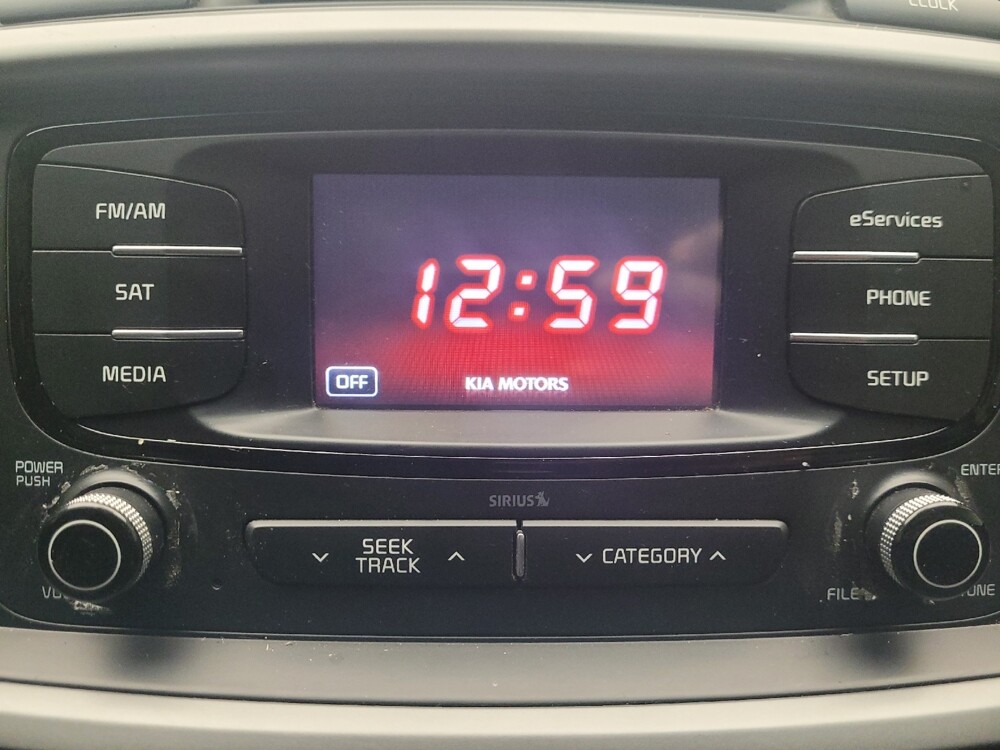 CLOCK
FM/AM
SAT
MEDIA
12:59
OFF
KIA MOTORS
eServices
PHONE
SETUP
POWER
PUSH
SIRIUS
SEEK
TRACK
CATEGORY
ENTER
FILE